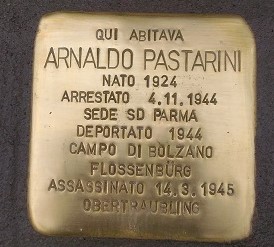 QUI ABITAVA
ARNALDO PASTARINI
NATO 1924
ARRESTATO 4.11.1944
SEDE SD PARMA
DEPORTATO 1944
CAMPO DI BOLZANO
FLOSSENBÜRG
ASSASSINATO 14.3.1945
OBERTRAUBLING